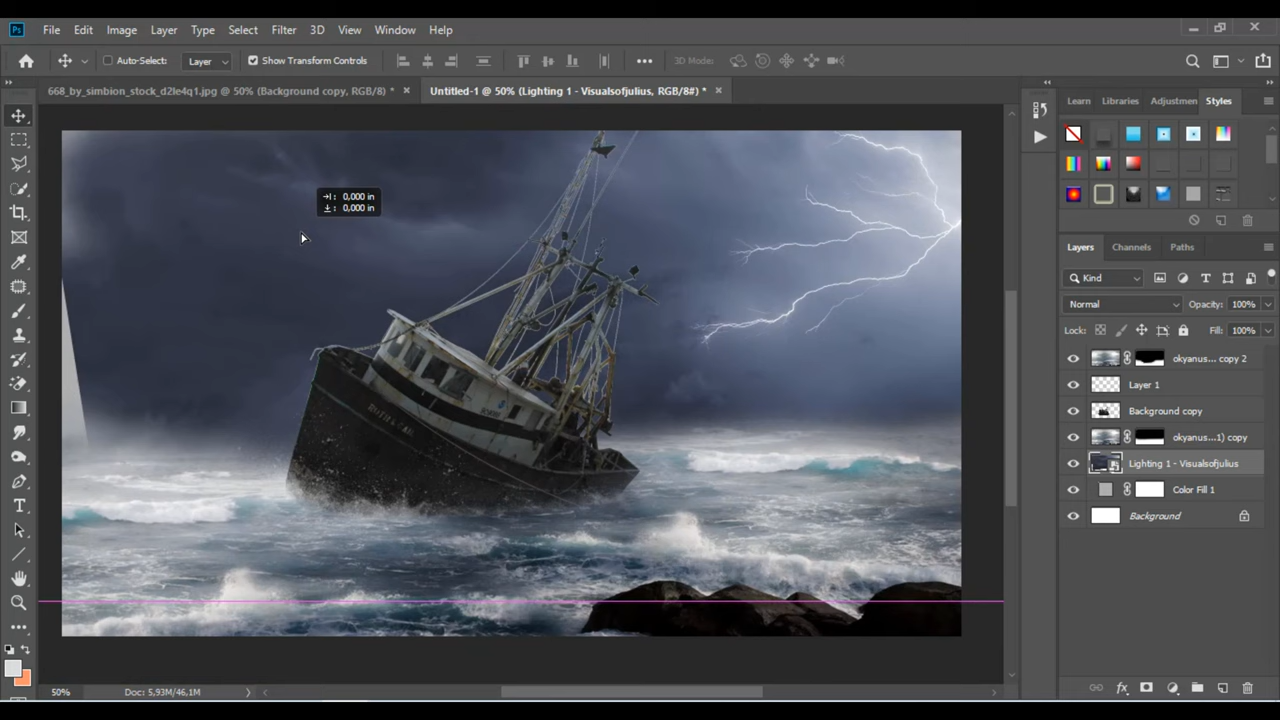 Ps File Edit Image Layer Type Select Filter 3D View Window Help
Auto-Select: Layer Show Transform Controls 3D Mode:
668_by_simbion_stock_d2le4q1.jpg @ 50% (Background copy, RGB/8) *
Untitled-1 @ 50% (Lighting 1 - Visualsofjulius, RGB/8#) *
Learn Libraries Adjustmen Styles
0,000 in
0,000 in
Layers Channels Paths
Kind
Normal Opacity: 100%
Lock: Fill: 100%
okyanus... copy 2
Layer 1
Background copy
okyanus...1) copy
Lighting 1 - Visualsofjulius
Color Fill 1
Background
50% Doc: 5,93M/46,1M